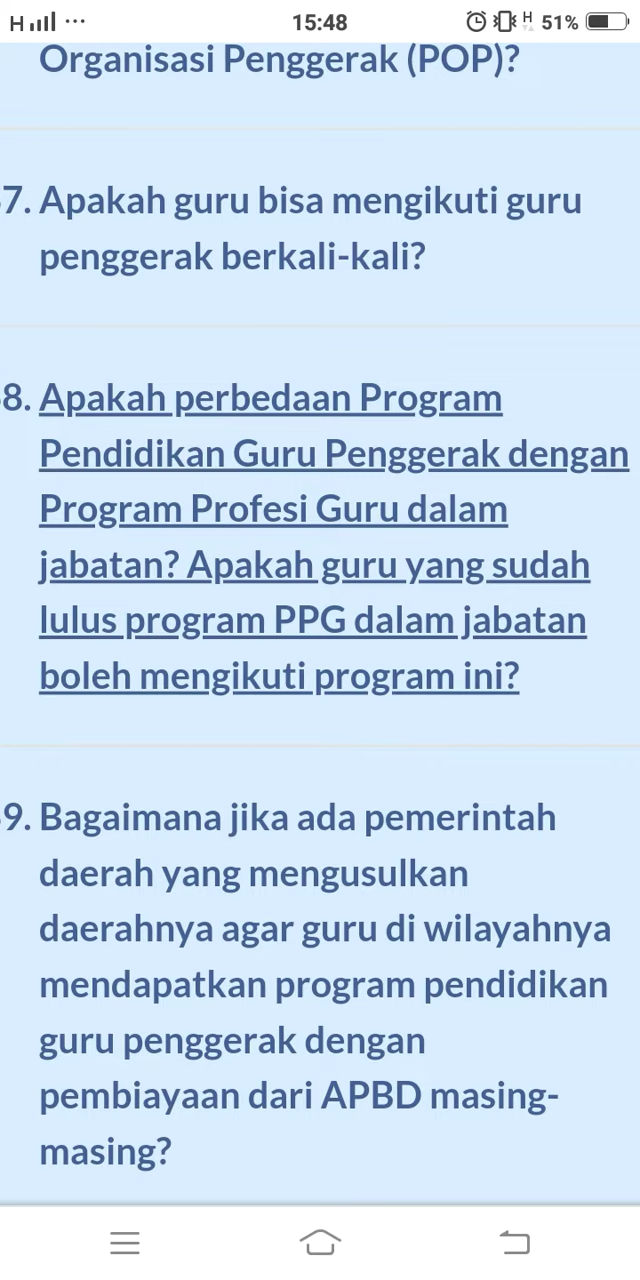 H 15:48 H 51%
Organisasi Penggerak (POP)?
7. Apakah guru bisa mengikuti guru
penggerak berkali-kali?
8. Apakah perbedaan Program
Pendidikan Guru Penggerak dengan
Program Profesi Guru dalam
jabatan? Apakah guru yang sudah
lulus program PPG dalam jabatan
boleh mengikuti program ini?
9. Bagaimana jika ada pemerintah
daerah yang mengusulkan
daerahnya agar guru di wilayahnya
mendapatkan program pendidikan
guru penggerak dengan
pembiayaan dari APBD masing-
masing?